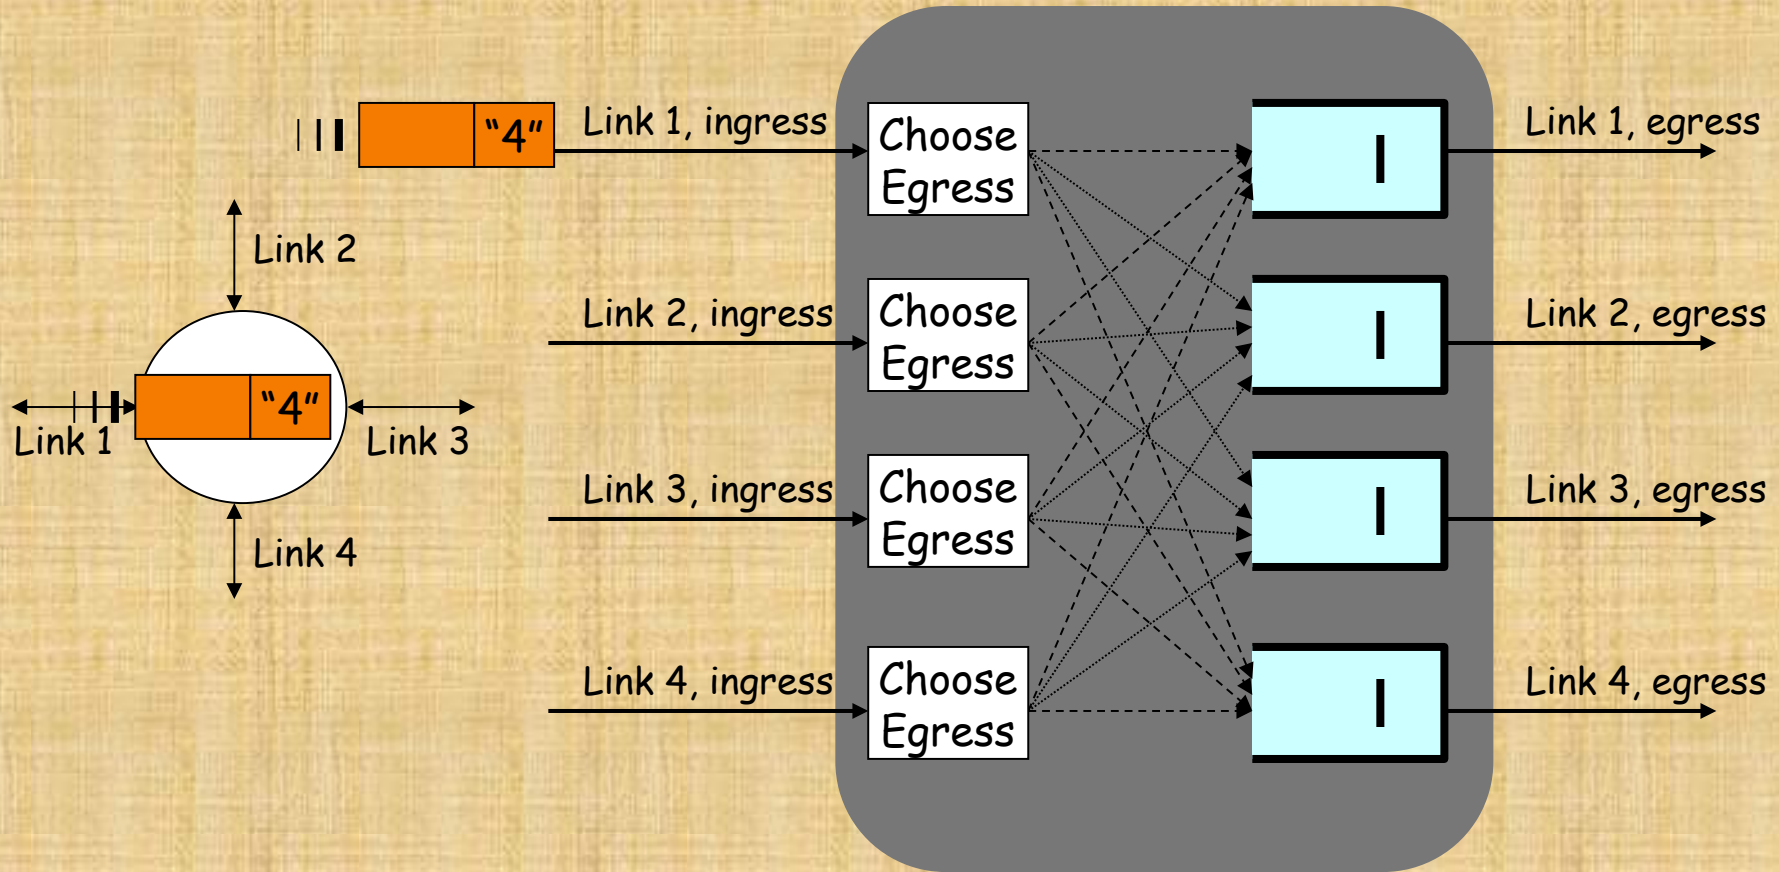 “4”
Link 1, ingress
Choose
Egress
Link 1, egress
Link 2
Link 2, ingress
Choose
Egress
Link 2, egress
“4”
Link 1
Link 3
Link 3, ingress
Choose
Egress
Link 3, egress
Link 4
Link 4, ingress
Choose
Egress
Link 4, egress